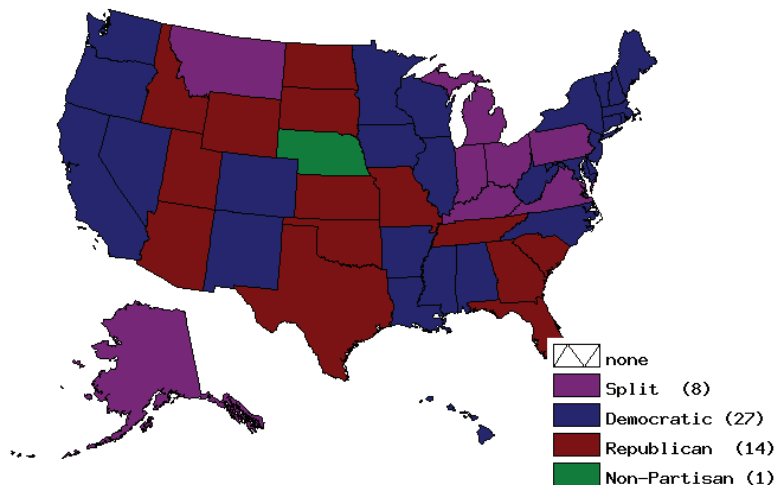 none
Split (8)
Democratic (27)
Republican (14)
Non-Partisan (1)